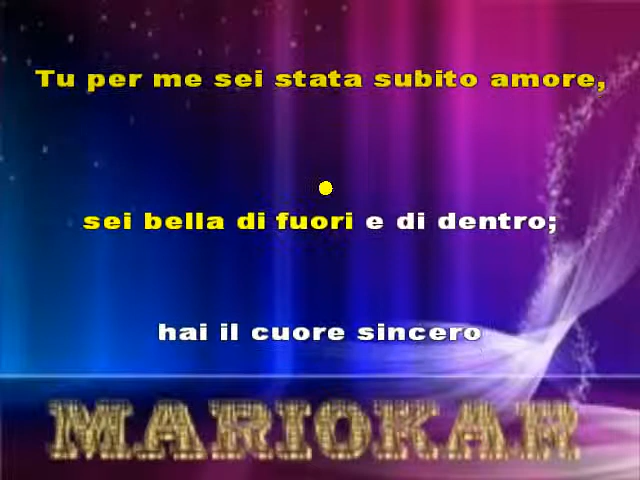 Tu per me sei stata subito amore,
sei bella di fuori e di dentro;
hai il cuore sincero
MARIOKAR